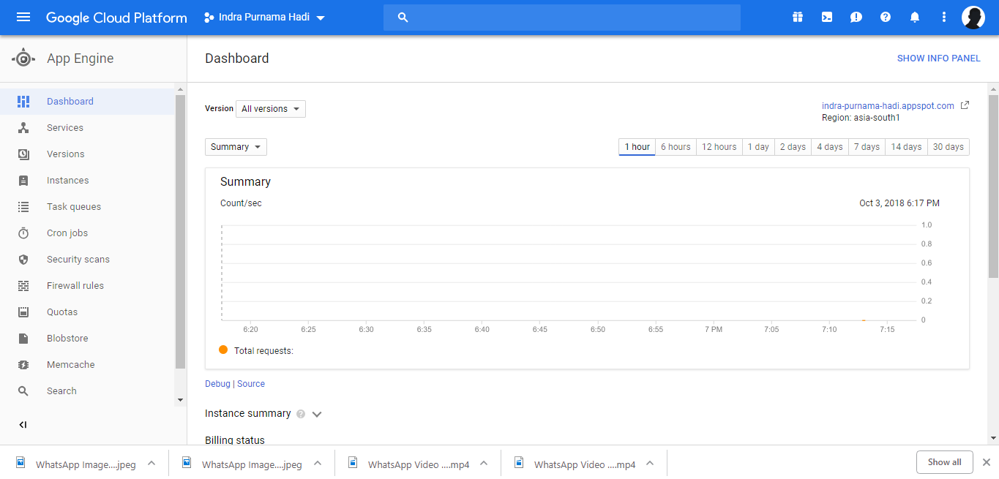 Google Cloud Platform
Indra Purnama Hadi
App Engine
Dashboard
SHOW INFO PANEL
Dashboard
Services
Versions
Instances
Task queues
Cron jobs
Security scans
Firewall rules
Quotas
Blobstore
Memcache
Search
Version All versions
indra-purnama-hadi.appspot.com
Region: asia-south1
Summary
1 hour 6 hours 12 hours 1 day 2 days 4 days 7 days 14 days 30 days
Summary
Count/sec
Oct 3, 2018 6:17 PM
1.0
0.8
0.6
0.4
0.2
0
6:20 6:25 6:30 6:35 6:40 6:45 6:50 6:55 7 PM 7:05 7:10 7:15
Total requests:
Debug | Source
Instance summary ?
Billing status
WhatsApp Image....jpeg
WhatsApp Image....jpeg
WhatsApp Video ....mp4
WhatsApp Video ....mp4
Show all